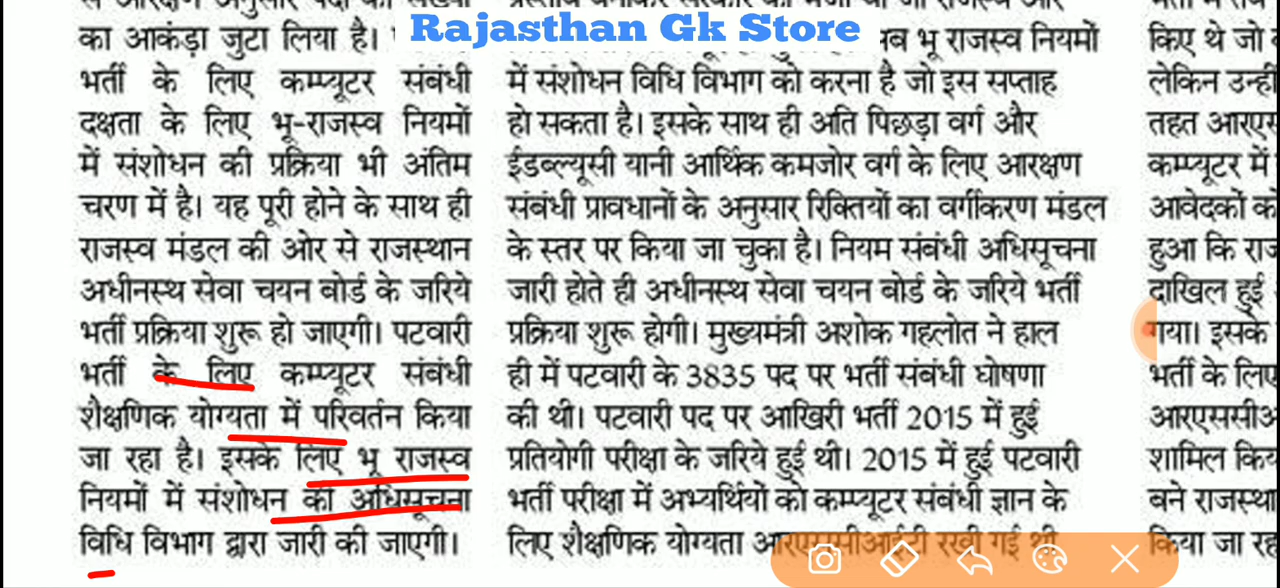 Rajasthan Gk Store
का आकंड़ा जुटा लिया है।
भर्ती के लिए कम्प्यूटर संबंधी
दक्षता के लिए भू-राजस्व नियमों
में संशोधन की प्रक्रिया भी अंतिम
चरण में है। यह पूरी होने के साथ ही
राजस्व मंडल की ओर से राजस्थान
अधीनस्थ सेवा चयन बोर्ड के जरिये
भर्ती प्रक्रिया शुरू हो जाएगी। पटवारी
भर्ती के लिए कम्प्यूटर संबंधी
शैक्षणिक योग्यता में परिवर्तन किया
जा रहा है। इसके लिए भू राजस्व
नियमों में संशोधन की अधिसूचना
विधि विभाग द्वारा जारी की जाएगी।
भू राजस्व नियमों
में संशोधन विधि विभाग को करना है जो इस सप्ताह
हो सकता है। इसके साथ ही अति पिछड़ा वर्ग और
ईडब्ल्यूसी यानी आर्थिक कमजोर वर्ग के लिए आरक्षण
संबंधी प्रावधानों के अनुसार रिक्तियों का वर्गीकरण मंडल
के स्तर पर किया जा चुका है। नियम संबंधी अधिसूचना
जारी होते ही अधीनस्थ सेवा चयन बोर्ड के जरिये भर्ती
प्रक्रिया शुरू होगी। मुख्यमंत्री अशोक गहलोत ने हाल
ही में पटवारी के 3835 पद पर भर्ती संबंधी घोषणा
की थी। पटवारी पद पर आखिरी भर्ती 2015 में हुई
प्रतियोगी परीक्षा के जरिये हुई थी। 2015 में हुई पटवारी
भर्ती परीक्षा में अभ्यर्थियों को कम्प्यूटर संबंधी ज्ञान के
लिए शैक्षणिक योग्यता आरएससीआईटी रखी गई थी
किए थे जो
लेकिन उन्हीं
तहत
कम्प्यूटर में
आवेदकों
हुआ कि
दाखिल हुई
गया। इसके
भर्ती के लिए
आरएससी
शामिल
बने
किया जा